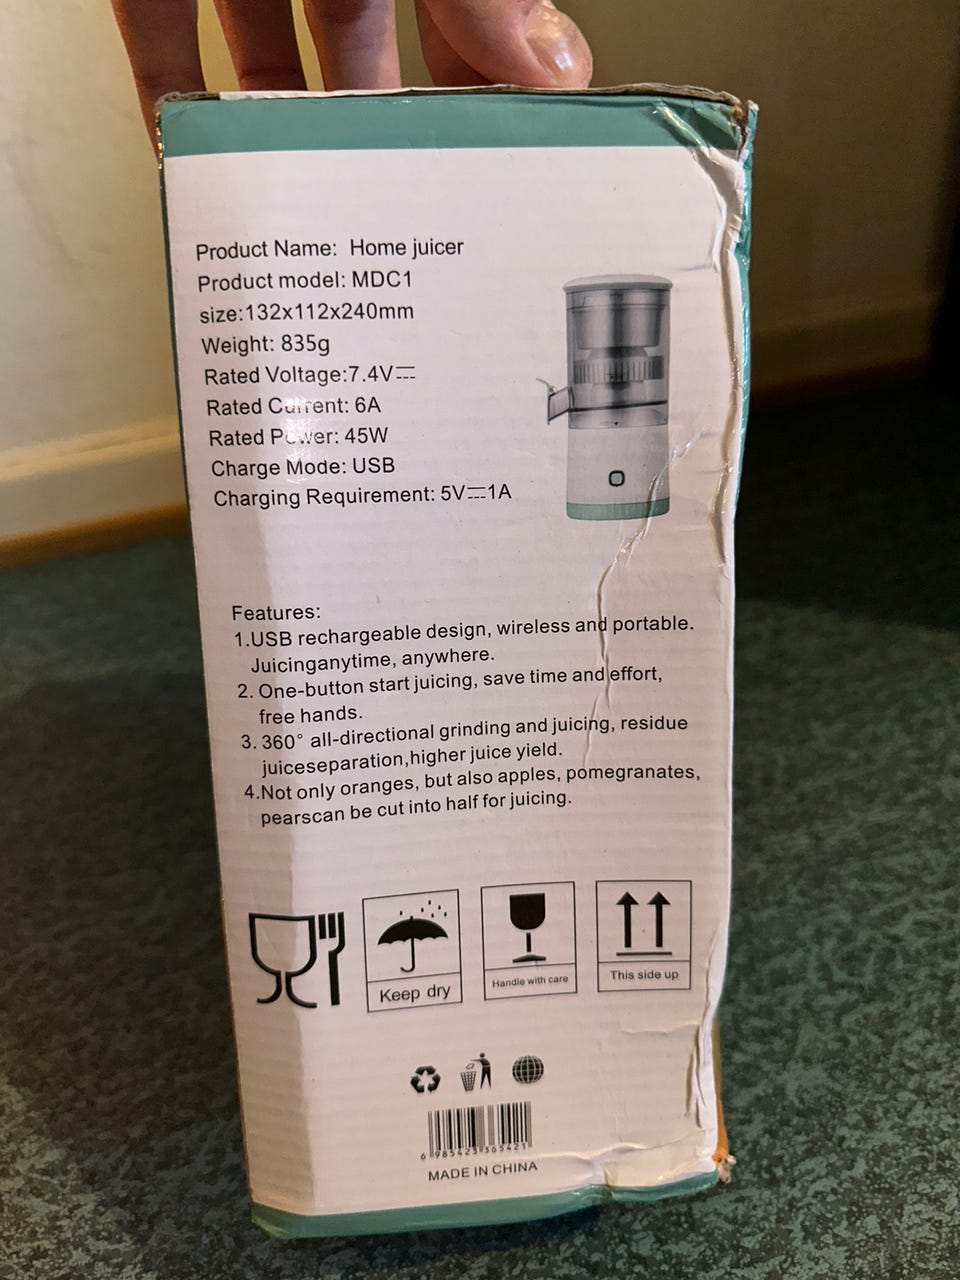 Product Name: Home juicer
Product model: MDC1
size:132x112x240mm
Weight: 835g
Rated Voltage:7.4V⎓
Rated Current: 6A
Rated Power: 45W
Charge Mode: USB
Charging Requirement: 5V⎓1A
Features:
1.USB rechargeable design, wireless and portable.
Juicinganytime, anywhere.
2. One-button start juicing, save time and effort,
free hands.
3. 360° all-directional grinding and juicing, residue
juiceseparation,higher juice yield.
4.Not only oranges, but also apples, pomegranates,
pearscan be cut into half for juicing.
Keep dry
Handle with care
This side up
6 985423 365421
MADE IN CHINA